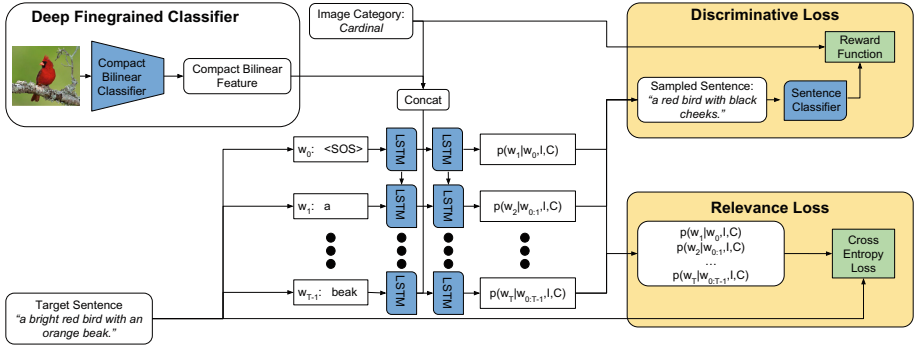 Deep Finegrained Classifier
Compact
Bilinear
Classifier
Compact Bilinear
Feature
Image Category:
Cardinal
Concat
Discriminative Loss
Reward
Function
Sampled Sentence:
"a red bird with black
cheeks."
Sentence
Classifier
w0: <SOS>
LSTM
LSTM
p(w1|w0,I,C)
w1: a
LSTM
LSTM
p(w2|w0:1,I,C)
wT-1: beak
LSTM
LSTM
p(wT|w0:T-1,I,C)
Relevance Loss
p(w1|w0,I,C)
p(w2|w0:1,I,C)
...
p(wT|w0:T-1,I,C)
Cross
Entropy
Loss
Target Sentence
"a bright red bird with an
orange beak."